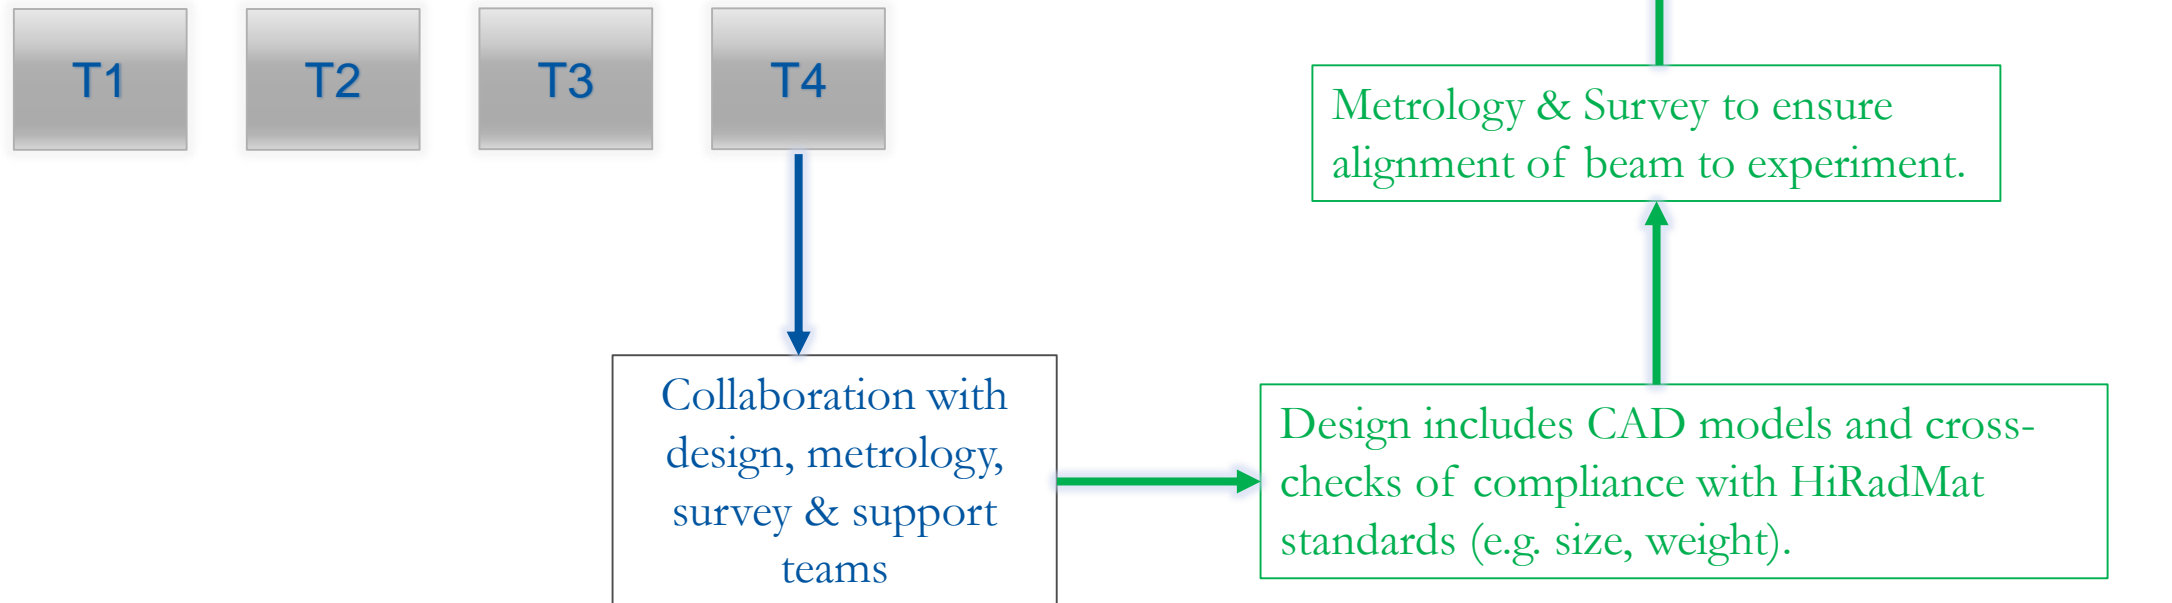 T1 T2 T3 T4
Metrology & Survey to ensure
alignment of beam to experiment.
Collaboration with
design, metrology,
survey & support
teams
Design includes CAD models and cross-
checks of compliance with HiRadMat
standards (e.g. size, weight).